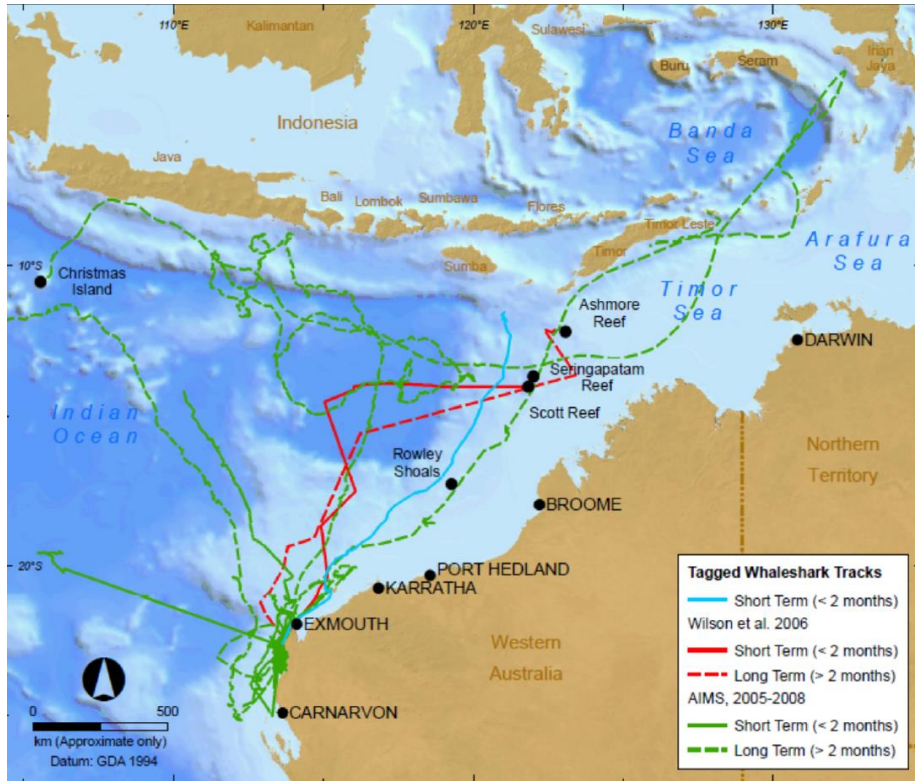 110°E
120°E
130°E
Kalimantan
Sulawesi
Irian
Jaya
Buru
Seram
Indonesia
Banda
Sea
Java
Bali
Lombok
Sumbawa
Flores
Timor Leste
Timor
Sumba
Arafura
Sea
10°S
Christmas
Island
Timor
Sea
Ashmore
Reef
DARWIN
Seringapatam
Reef
Scott Reef
Indian
Ocean
Rowley
Shoals
Northern
Territory
BROOME
20°S
PORT HEDLAND
KARRATHA
EXMOUTH
Western
Australia
CARNARVON
0
500
km (Approximate only)
Datum: GDA 1994
Tagged Whaleshark Tracks
Short Term (< 2 months)
Wilson et al. 2006
Short Term (< 2 months)
Long Term (> 2 months)
AIMS, 2005-2008
Short Term (< 2 months)
Long Term (> 2 months)